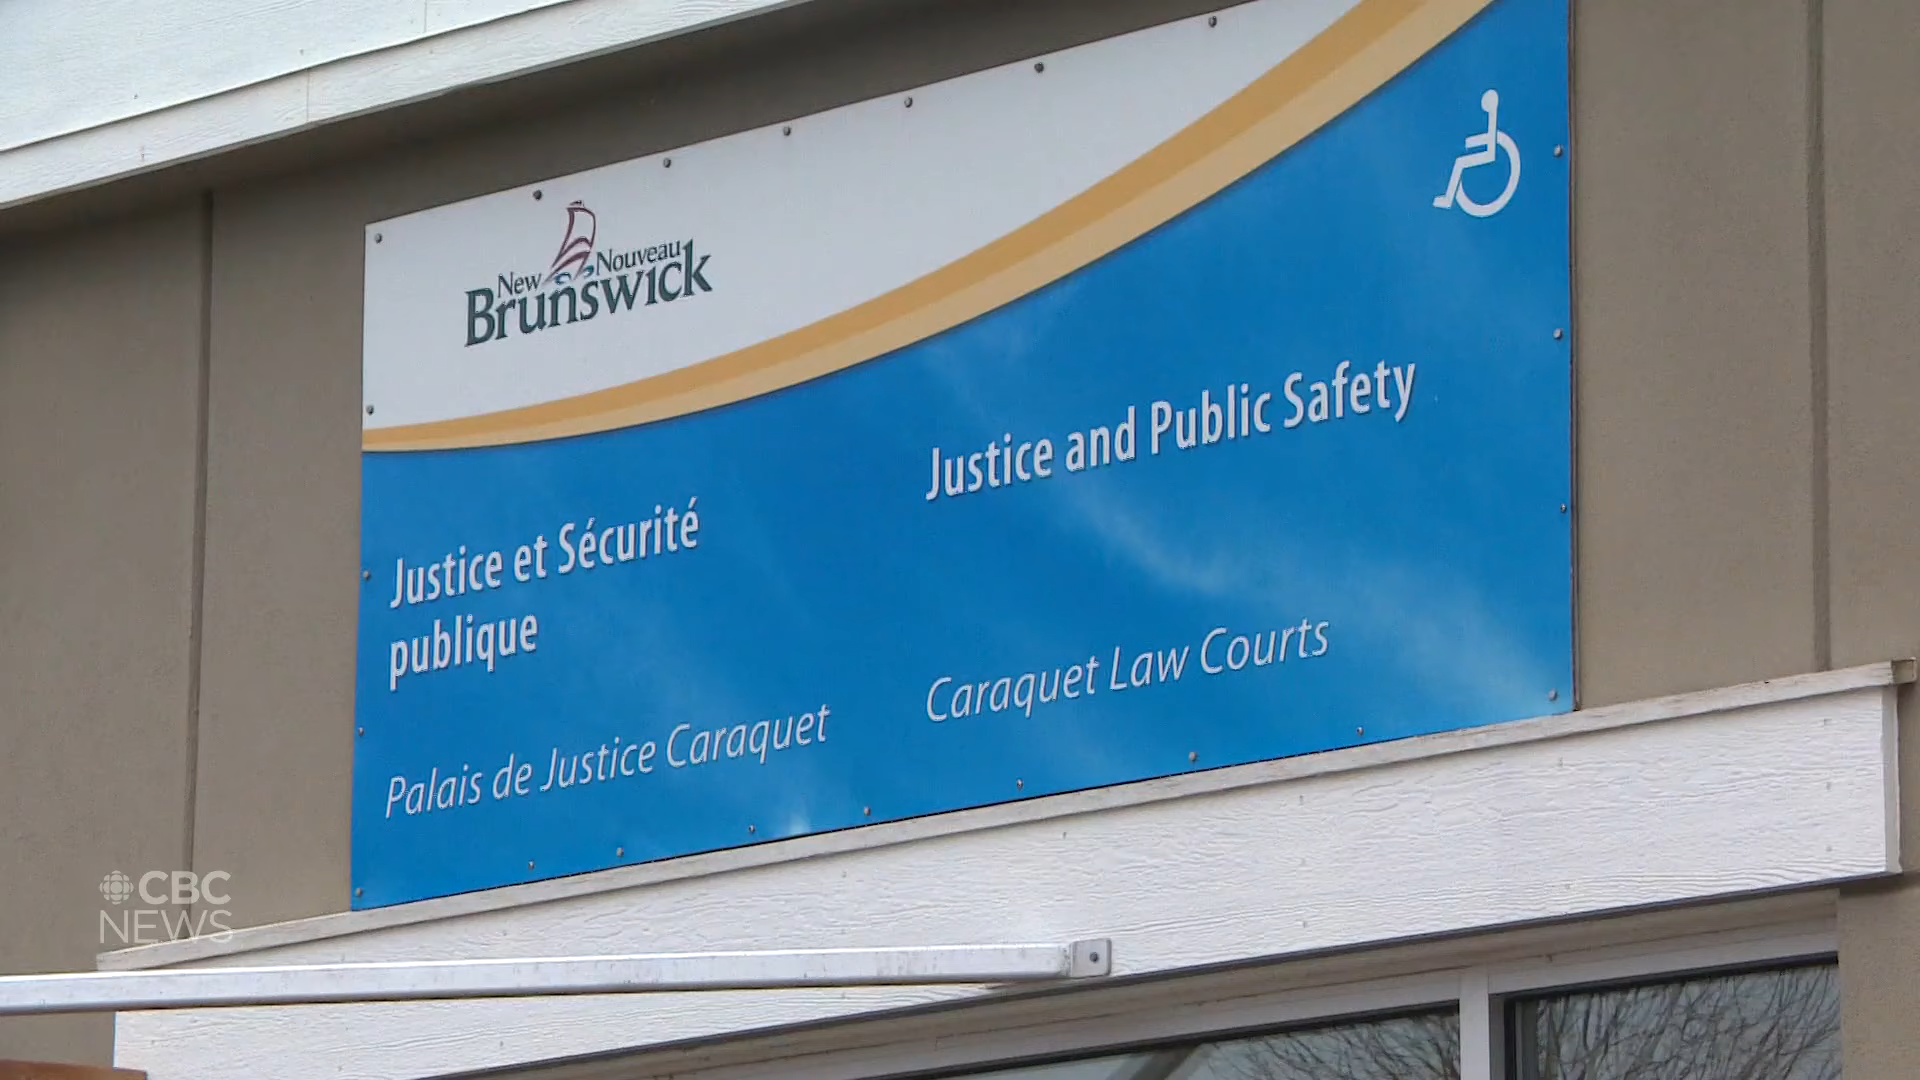 New Nouveau
Brunswick
Justice et Sécurité
publique
Palais de Justice Caraquet
Justice and Public Safety
Caraquet Law Courts
CBC
NEWS